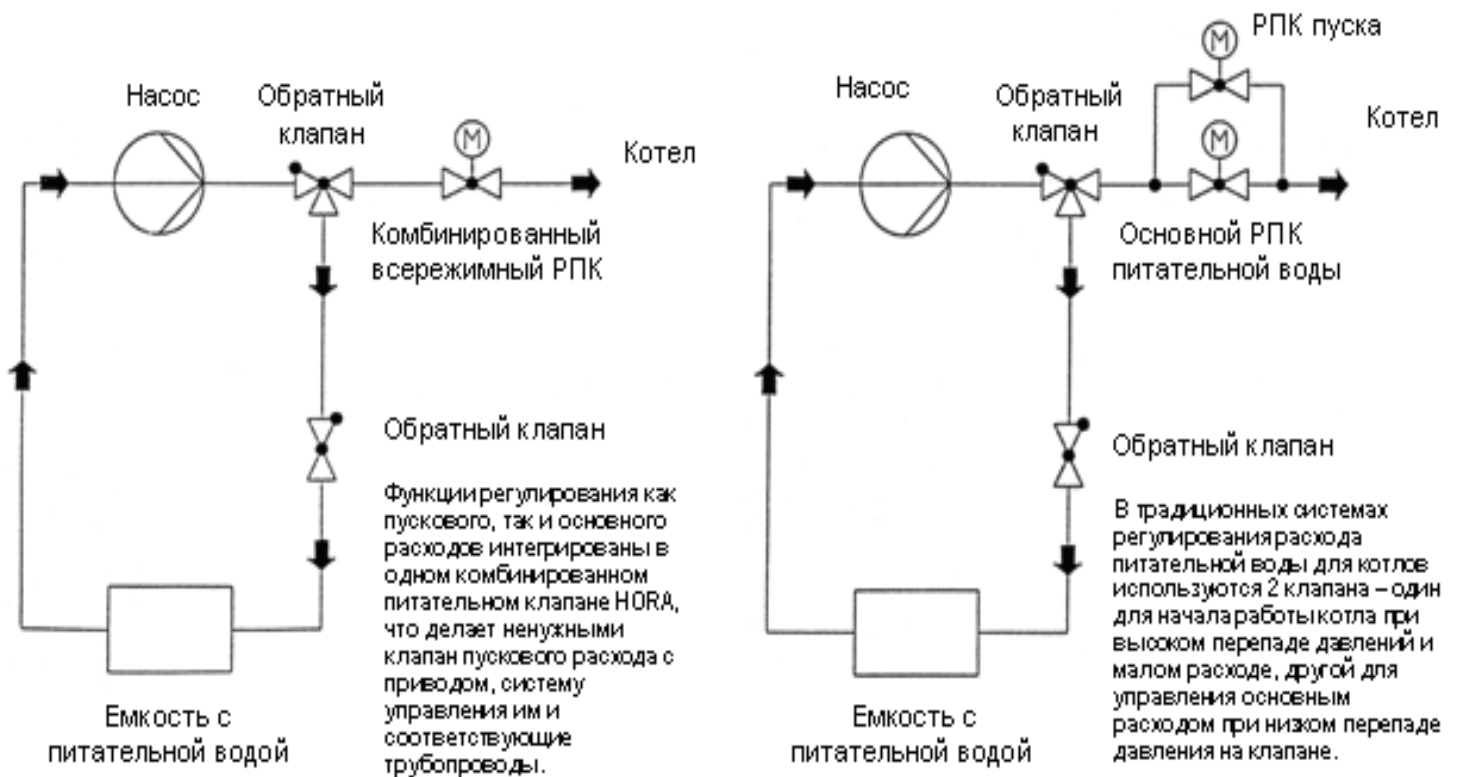 Насос
Обратный
клапан
M
Котел
Комбинированный
всережимный РПК
Обратный клапан
Функции регулирования как
пускового, так и основного
расходов интегрированы в
одном комбинированном
питательном клапане HORA,
что делает ненужными
клапан пускового расхода с
приводом, систему
управления им и
соответствующие
трубопроводы.
Емкость с
питательной водой
M
РПК пуска
Насос
Обратный
клапан
M
Котел
Основной РПК
питательной воды
Обратный клапан
В традиционных системах
регулирования расхода
питательной воды для котлов
используются 2 клапана – один
для начала работы котла при
высоком перепаде давлений и
малом расходе, другой для
управления основным
расходом при низком перепаде
давления на клапане.
Емкость с
питательной водой